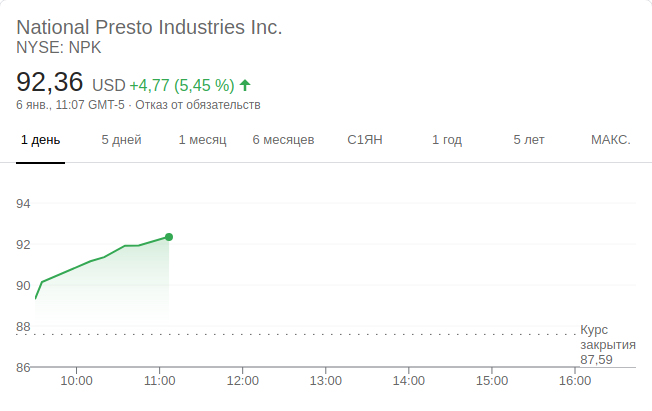 National Presto Industries Inc.
NYSE: NPK
92,36 USD +4,77 (5,45 %)
6 янв., 11:07 GMT-5 · Отказ от обязательств
1 день 5 дней 1 месяц 6 месяцев С1ЯН 1 год 5 лет МАКС.
94
92
90
88
86
Курс
закрытия
87,59
10:00 11:00 12:00 13:00 14:00 15:00 16:00